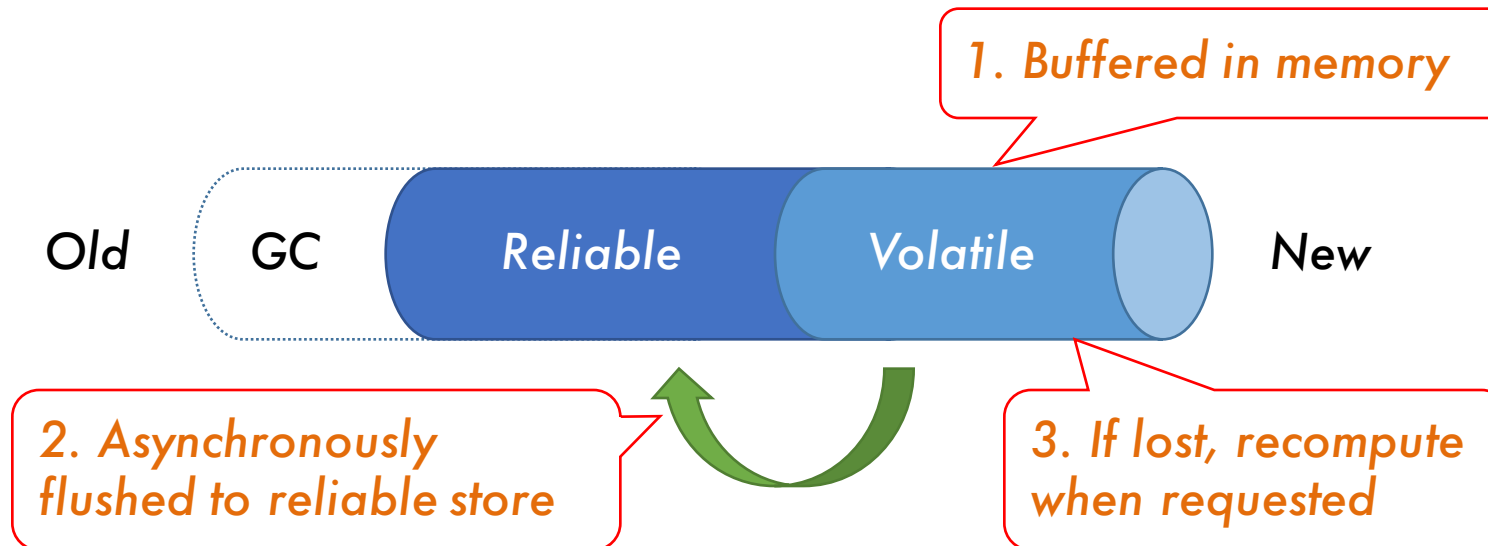 1. Buffered in memory
Old
GC
Reliable
Volatile
New
2. Asynchronously
flushed to reliable store
3. If lost, recompute
when requested